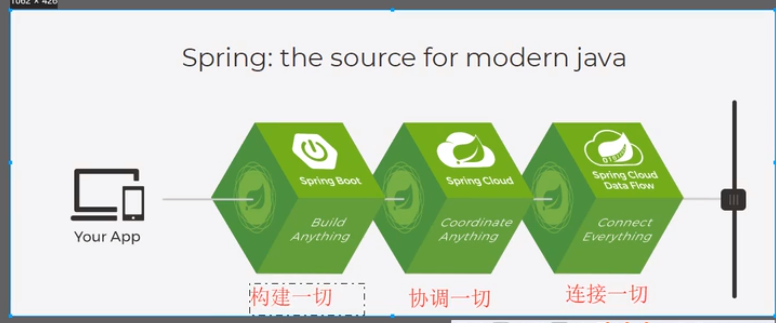 1062 × 426
Spring: the source for modern java
Spring Boot
Build
Anything
Spring Cloud
Coordinate
Anything
Spring Cloud
Data Flow
Connect
Everything
Your App
构建一切
协调一切
连接一切